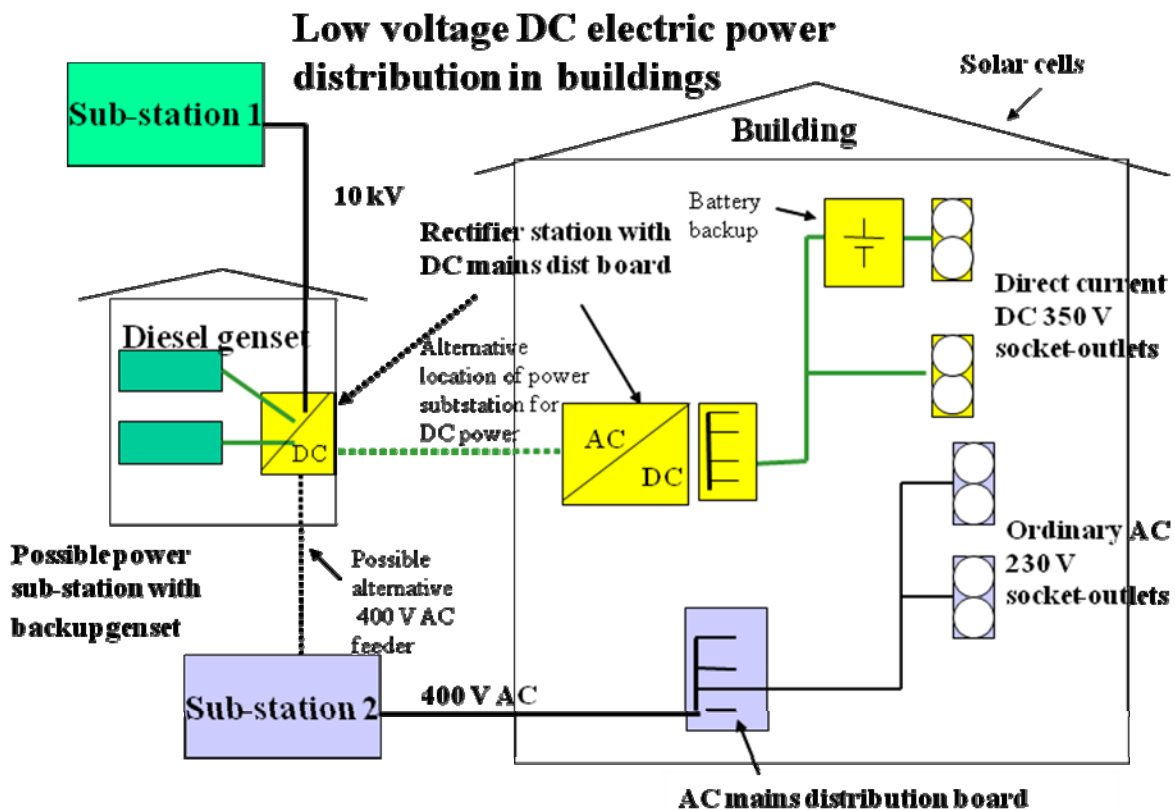 Low voltage DC electric power
distribution in buildings
Solar cells
Sub-station 1
Building
10 kV
Battery
backup
Rectifier station with
DC mains dist board
Direct current
DC 350 V
socket-outlets
Diesel genset
Alternative
location of power
subtstation for
DC power
DC
AC
DC
Ordinary AC
230 V
socket-outlets
Possible power
sub-station with
backup genset
Possible
alternative
400 V AC
feeder
Sub-station 2
400 V AC
AC mains distribution board